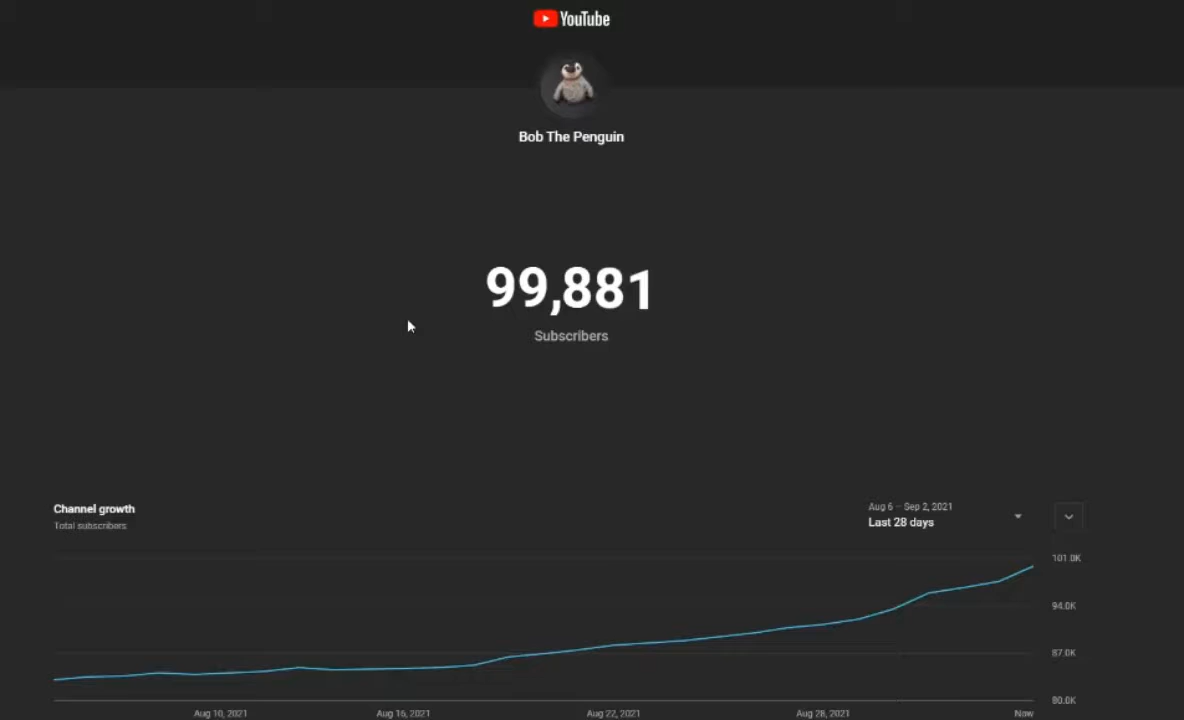 YouTube
Bob The Penguin
99,881
Subscribers
Channel growth
Total subscribers
Aug 6 – Sep 2, 2021
Last 28 days
101.0K
94.0K
87.0K
80.0K
Aug 10, 2021 Aug 16, 2021 Aug 22, 2021 Aug 28, 2021 Now